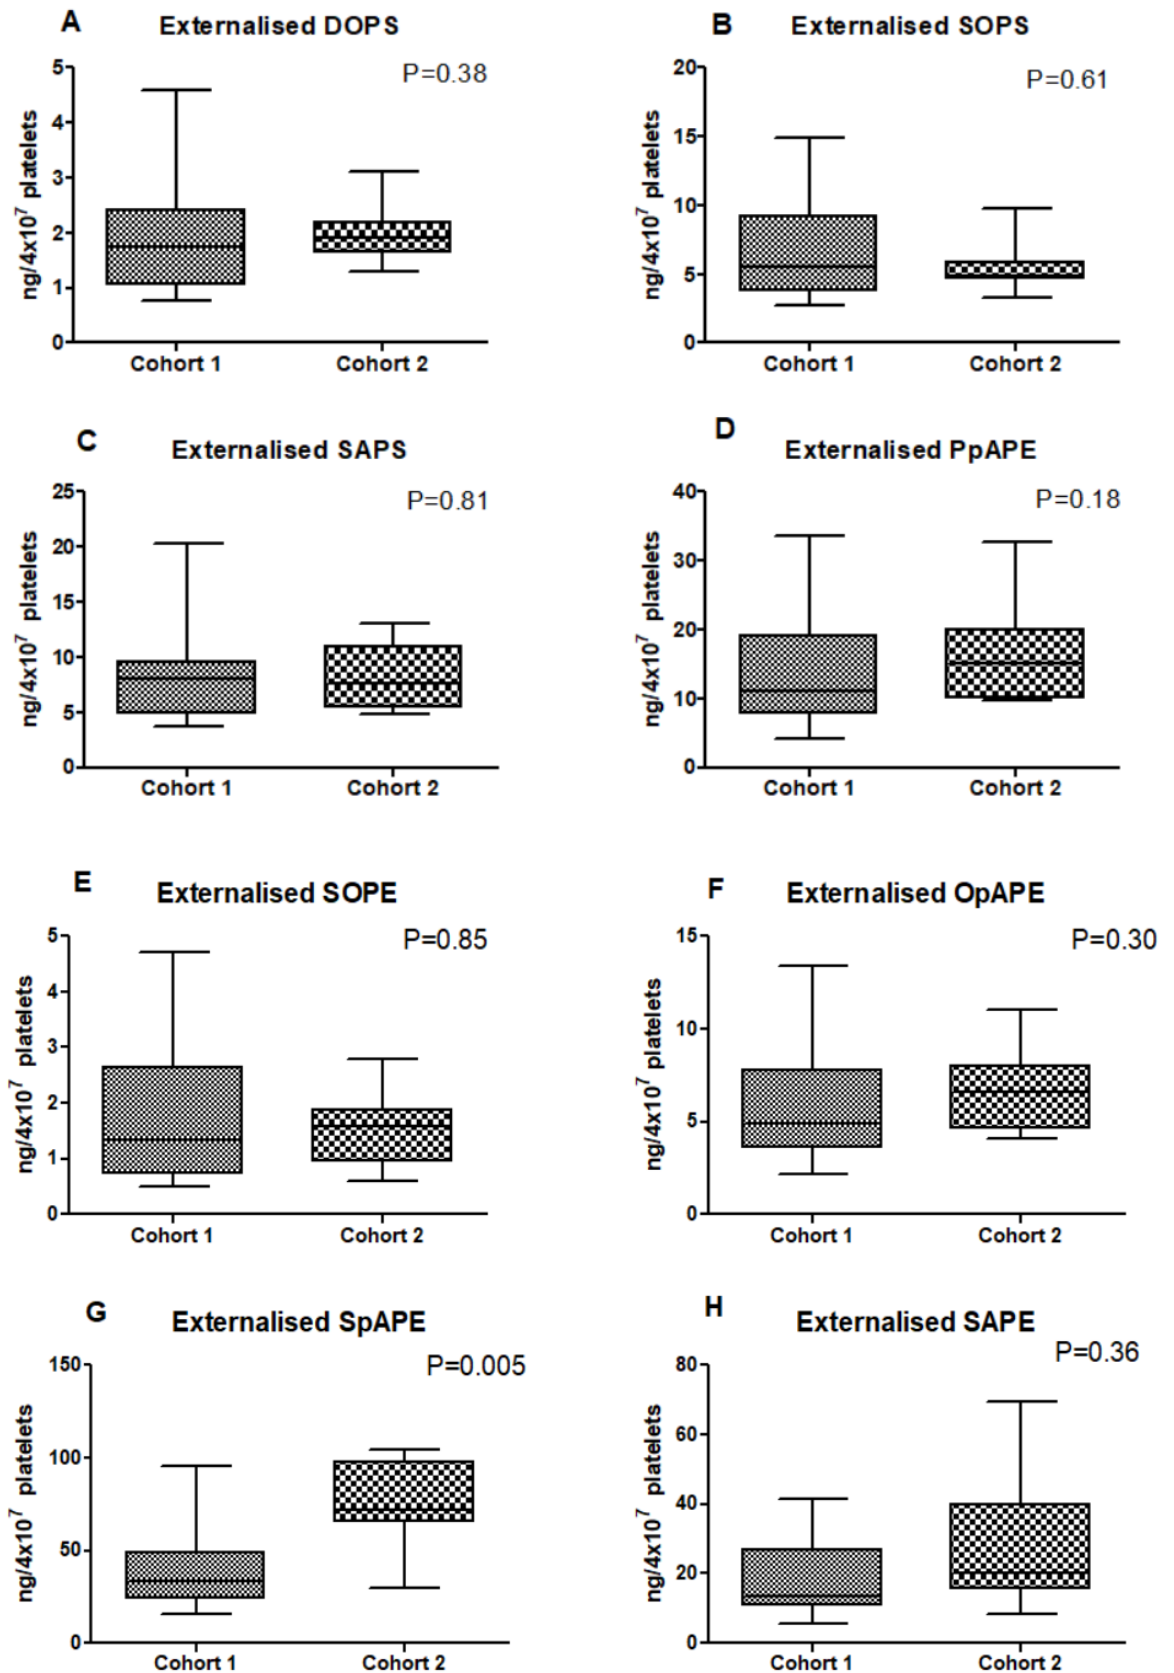 A
Externalised DOPS
P=0.38
ng/4x10⁷ platelets
5
4
3
2
1
0
Cohort 1
Cohort 2
B
Externalised SOPS
P=0.61
ng/4x10⁷ platelets
20
15
10
5
0
Cohort 1
Cohort 2
C
Externalised SAPS
P=0.81
ng/4x10⁷ platelets
25
20
15
10
5
0
Cohort 1
Cohort 2
D
Externalised PpAPE
P=0.18
ng/4x10⁷ platelets
40
30
20
10
0
Cohort 1
Cohort 2
E
Externalised SOPE
P=0.85
ng/4x10⁷ platelets
5
4
3
2
1
0
Cohort 1
Cohort 2
F
Externalised OpAPE
P=0.30
ng/4x10⁷ platelets
15
10
5
0
Cohort 1
Cohort 2
G
Externalised SpAPE
P=0.005
ng/4x10⁷ platelets
150
100
50
0
Cohort 1
Cohort 2
H
Externalised SAPE
P=0.36
ng/4x10⁷ platelets
80
60
40
20
0
Cohort 1
Cohort 2